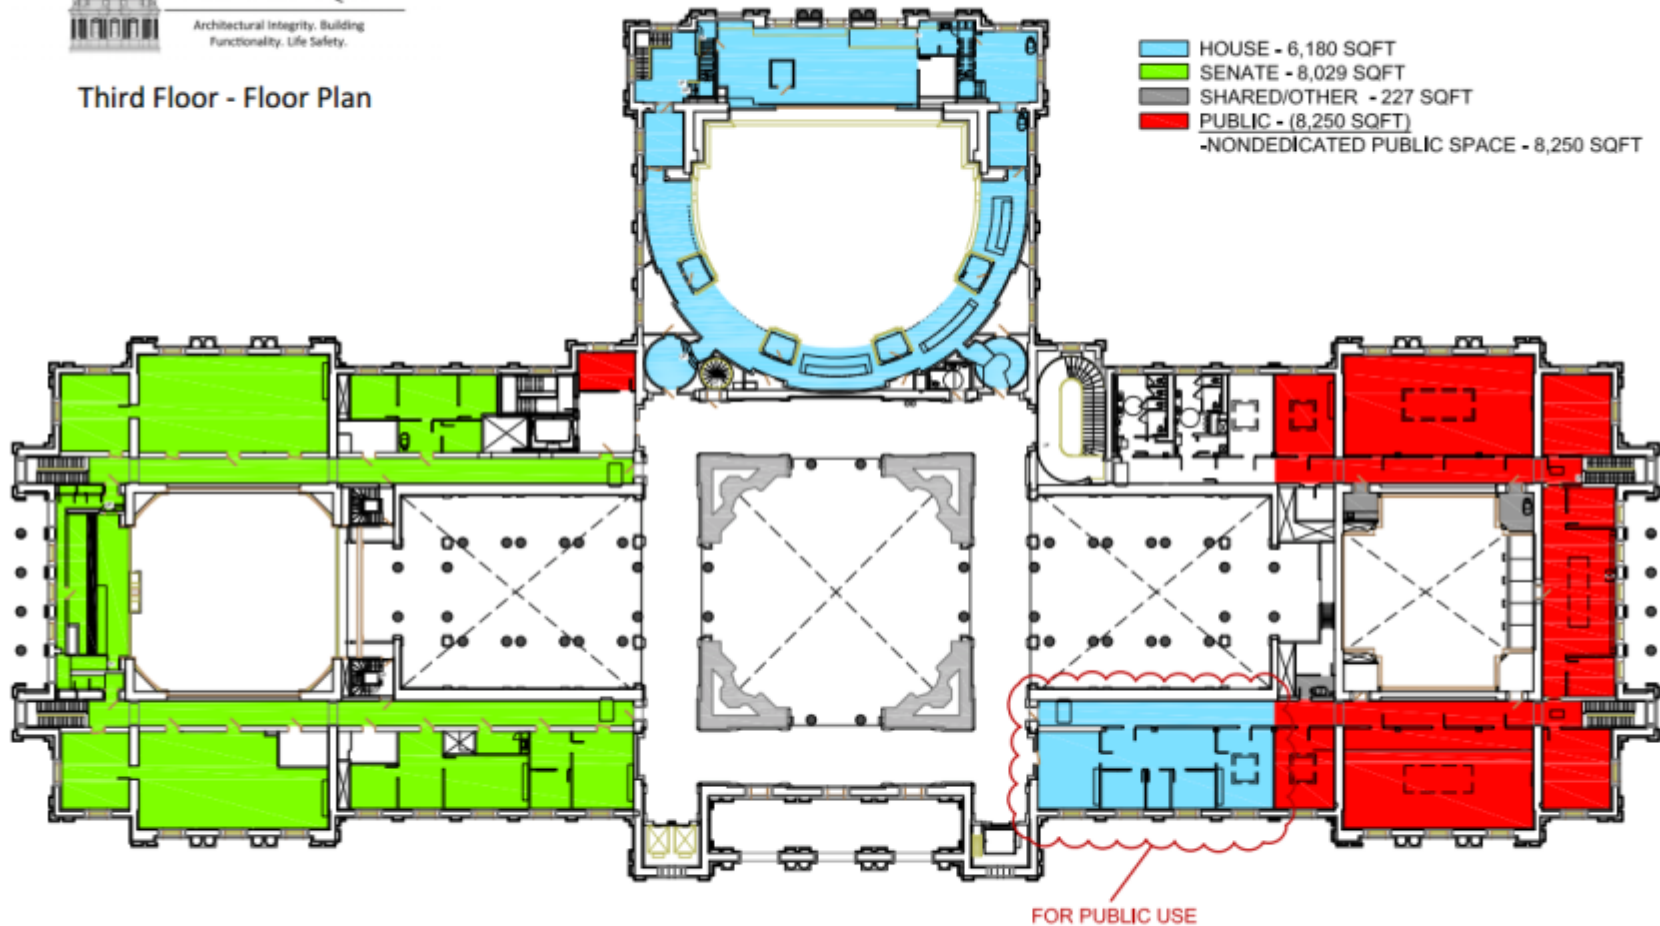 Architectural Integrity. Building
Functionality. Life Safety.
Third Floor - Floor Plan
HOUSE - 6,180 SQFT
SENATE - 8,029 SQFT
SHARED/OTHER - 227 SQFT
PUBLIC - (8,250 SQFT)
-NONDEDICATED PUBLIC SPACE - 8,250 SQFT
FOR PUBLIC USE